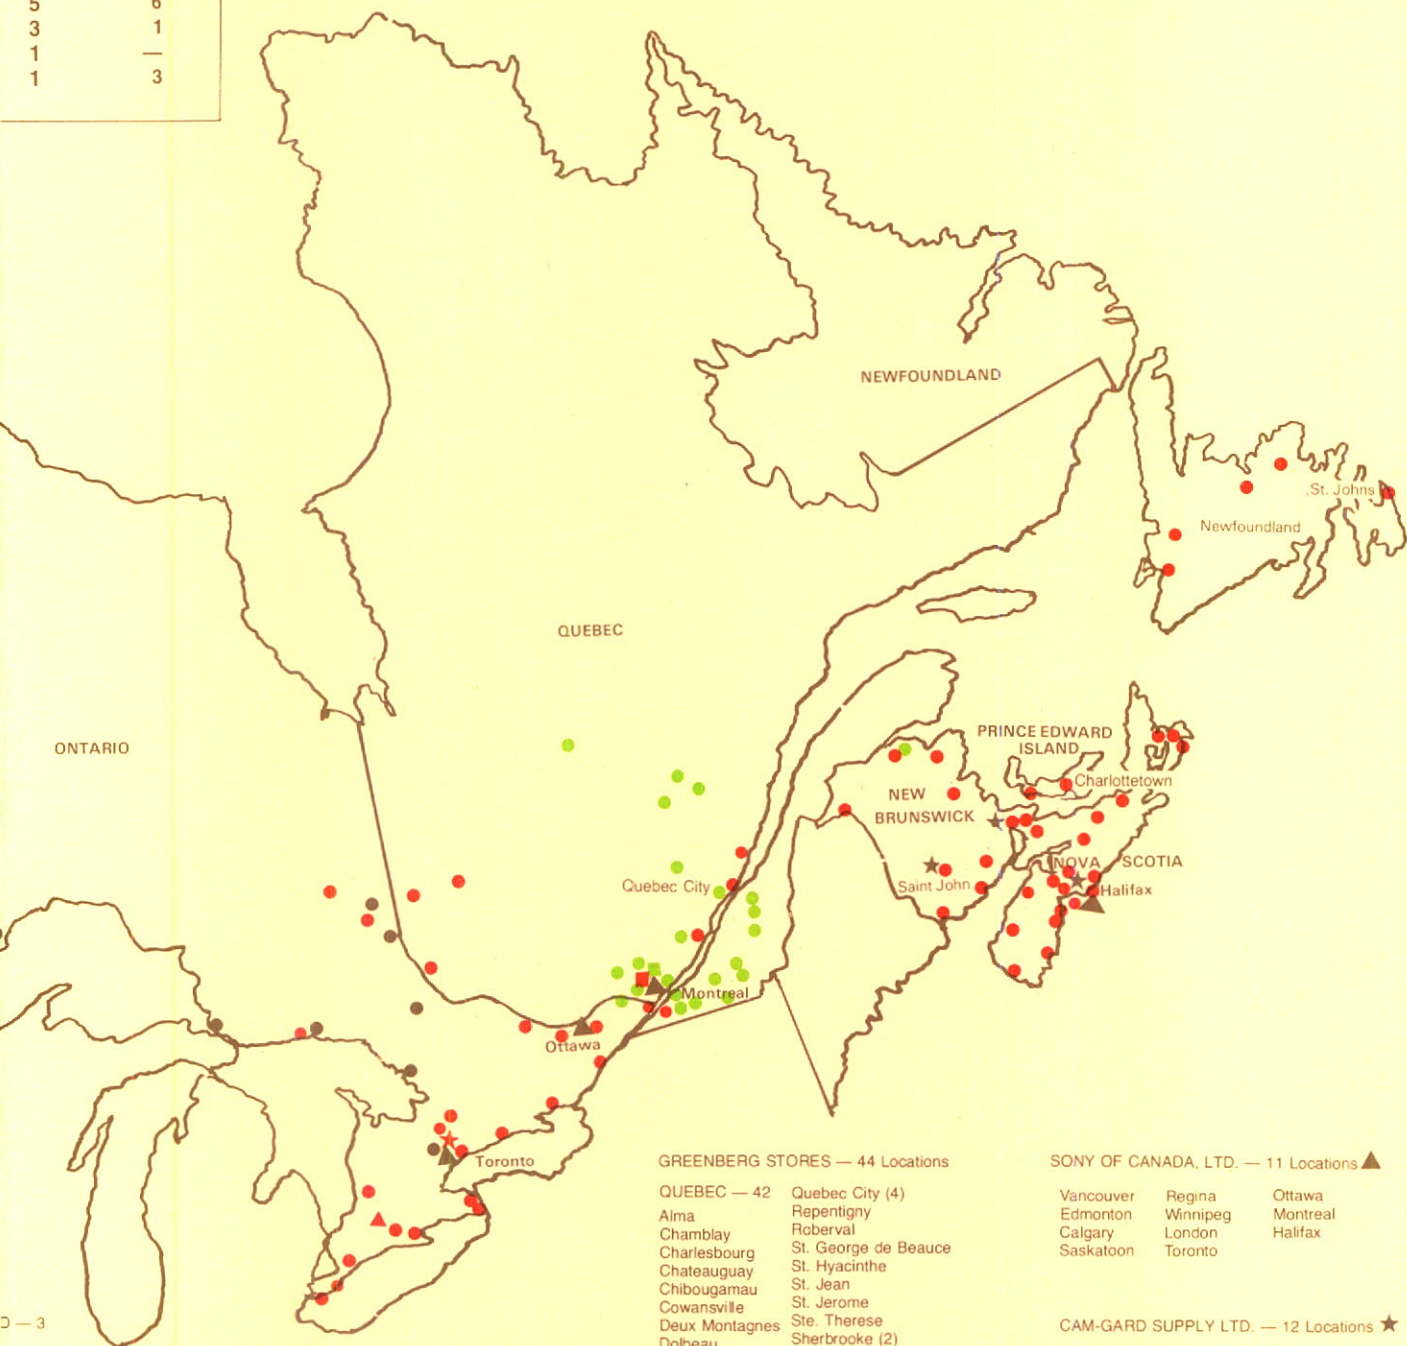 5 6
3 1
1 —
1 3
NEWFOUNDLAND
St. Johns
Newfoundland
QUEBEC
ONTARIO
PRINCE EDWARD
ISLAND
Charlottetown
NEW
BRUNSWICK
NOVA SCOTIA
Quebec City
Saint John
Halifax
Montreal
Ottawa
Toronto
GREENBERG STORES — 44 Locations
QUEBEC — 42
Alma
Chamblay
Charlesbourg
Chateauguay
Chibougamau
Cowansville
Deux Montagnes
Dolbeau
Quebec City (4)
Repentigny
Roberval
St. George de Beauce
St. Hyacinthe
St. Jean
St. Jerome
Ste. Therese
Sherbrooke (2)
SONY OF CANADA, LTD. — 11 Locations
Vancouver
Edmonton
Calgary
Saskatoon
Regina
Winnipeg
London
Toronto
Ottawa
Montreal
Halifax
CAM-GARD SUPPLY LTD. — 12 Locations
— 3